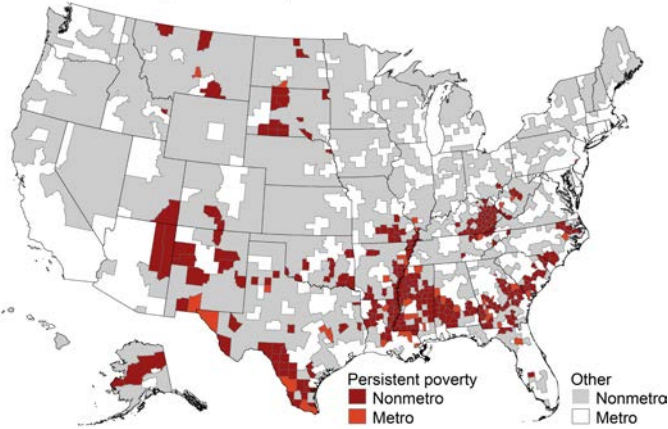 Persistent poverty
Nonmetro
Metro
Other
Nonmetro
Metro